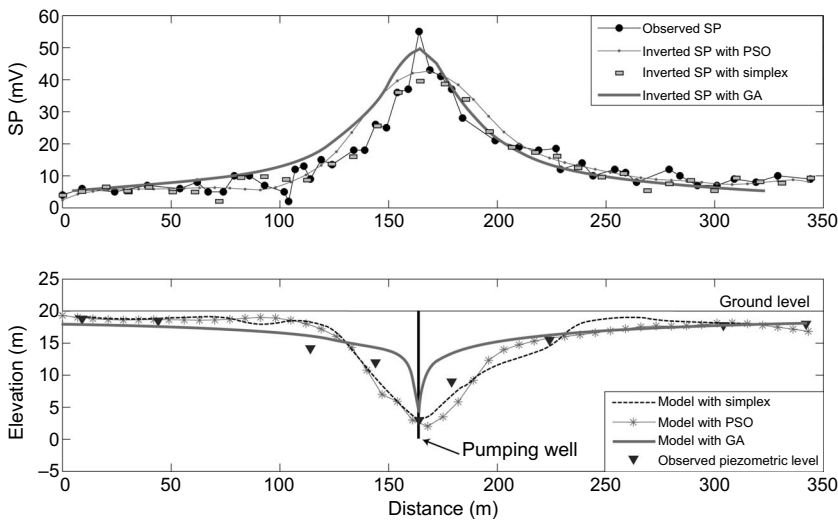 60
50
40
30
20
10
0
SP (mV)
Observed SP
Inverted SP with PSO
Inverted SP with simplex
Inverted SP with GA
0 50 100 150 200 250 300 350
25
20
15
10
5
0
–5
Elevation (m)
Ground level
Pumping well
Model with simplex
Model with PSO
Model with GA
Observed piezometric level
0 50 100 150 200 250 300 350
Distance (m)